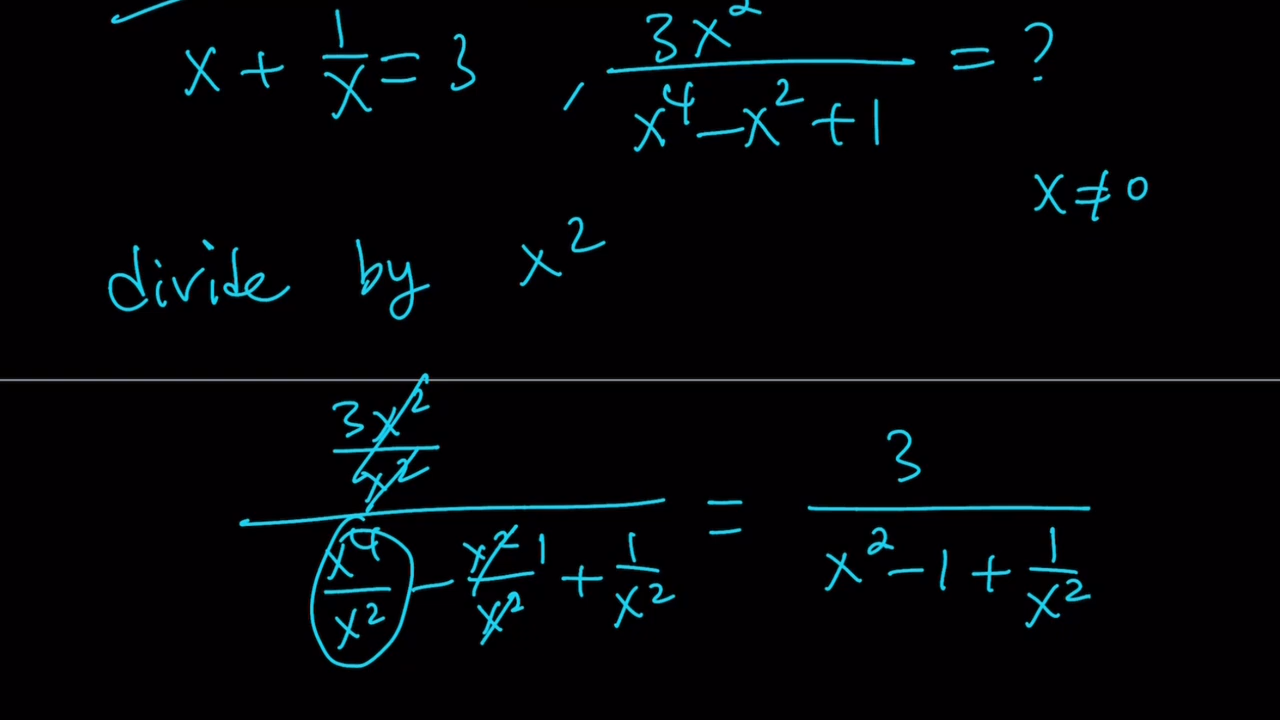 x + 1/x = 3 , 3x² / (x⁴ - x² + 1) = ?
x ≠ 0
divide by x²
(3x²/x²) / (x⁴/x² - x²/x² 1 + 1/x²) = 3 / (x² - 1 + 1/x²)